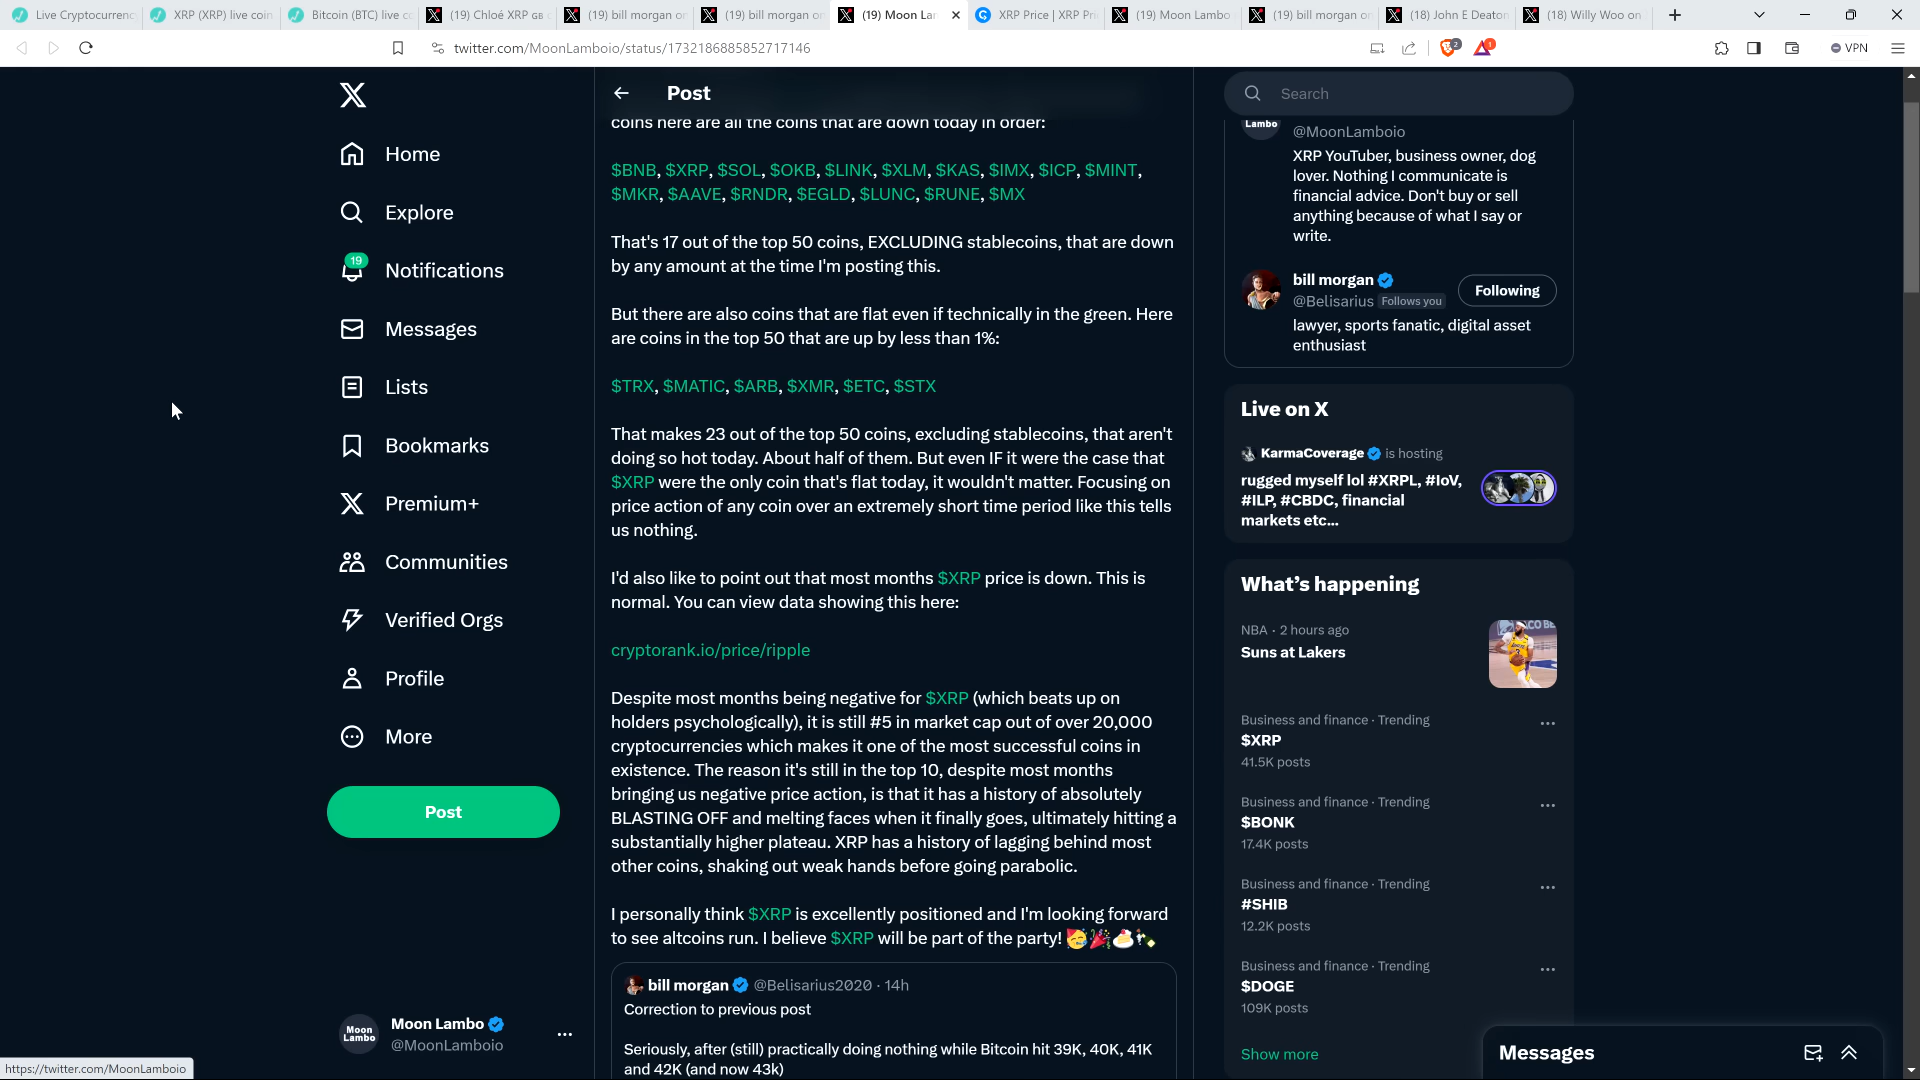 Live Cryptocurrenc
XRP (XRP) live coin
Bitcoin (BTC) live cc
(19) Chloé XRP GB
(19) bill morgan or
(19) bill morgan or
(19) Moon Lar
XRP Price | XRP Pri
(19) Moon Lambo
(19) bill morgan or
(18) John E Deaton
(18) Willy Woo on
twitter.com/MoonLamboio/status/1732186885852717146
2
1
VPN
Home
Explore
19
Notifications
Messages
Lists
Bookmarks
Premium+
Communities
Verified Orgs
Profile
More
Post
Moon Lambo
Moon Lambo
@MoonLamboio
https://twitter.com/MoonLamboio
Post
coins here are all the coins that are down today in order:
$BNB, $XRP, $SOL, $OKB, $LINK, $XLM, $KAS, $IMX, $ICP, $MINT,
$MKR, $AAVE, $RNDR, $EGLD, $LUNC, $RUNE, $MX
That's 17 out of the top 50 coins, EXCLUDING stablecoins, that are down
by any amount at the time I'm posting this.
But there are also coins that are flat even if technically in the green. Here
are coins in the top 50 that are up by less than 1%:
$TRX, $MATIC, $ARB, $XMR, $ETC, $STX
That makes 23 out of the top 50 coins, excluding stablecoins, that aren't
doing so hot today. About half of them. But even IF it were the case that
$XRP were the only coin that's flat today, it wouldn't matter. Focusing on
price action of any coin over an extremely short time period like this tells
us nothing.
I'd also like to point out that most months $XRP price is down. This is
normal. You can view data showing this here:
cryptorank.io/price/ripple
Despite most months being negative for $XRP (which beats up on
holders psychologically), it is still #5 in market cap out of over 20,000
cryptocurrencies which makes it one of the most successful coins in
existence. The reason it's still in the top 10, despite most months
bringing us negative price action, is that it has a history of absolutely
BLASTING OFF and melting faces when it finally goes, ultimately hitting a
substantially higher plateau. XRP has a history of lagging behind most
other coins, shaking out weak hands before going parabolic.
I personally think $XRP is excellently positioned and I'm looking forward
to see altcoins run. I believe $XRP will be part of the party! 🥳🎉🍰🍾
bill morgan @Belisarius2020 · 14h
Correction to previous post
Seriously, after (still) practically doing nothing while Bitcoin hit 39K, 40K, 41K
and 42K (and now 43k)
Search
Lambo
@MoonLamboio
XRP YouTuber, business owner, dog
lover. Nothing I communicate is
financial advice. Don't buy or sell
anything because of what I say or
write.
bill morgan
@Belisarius Follows you
Following
lawyer, sports fanatic, digital asset
enthusiast
Live on X
KarmaCoverage is hosting
rugged myself lol #XRPL, #IoV,
#ILP, #CBDC, financial
markets etc...
What's happening
NBA · 2 hours ago
Suns at Lakers
Business and finance · Trending
$XRP
41.5K posts
Business and finance · Trending
$BONK
17.4K posts
Business and finance · Trending
#SHIB
12.2K posts
Business and finance · Trending
$DOGE
109K posts
Show more
Messages